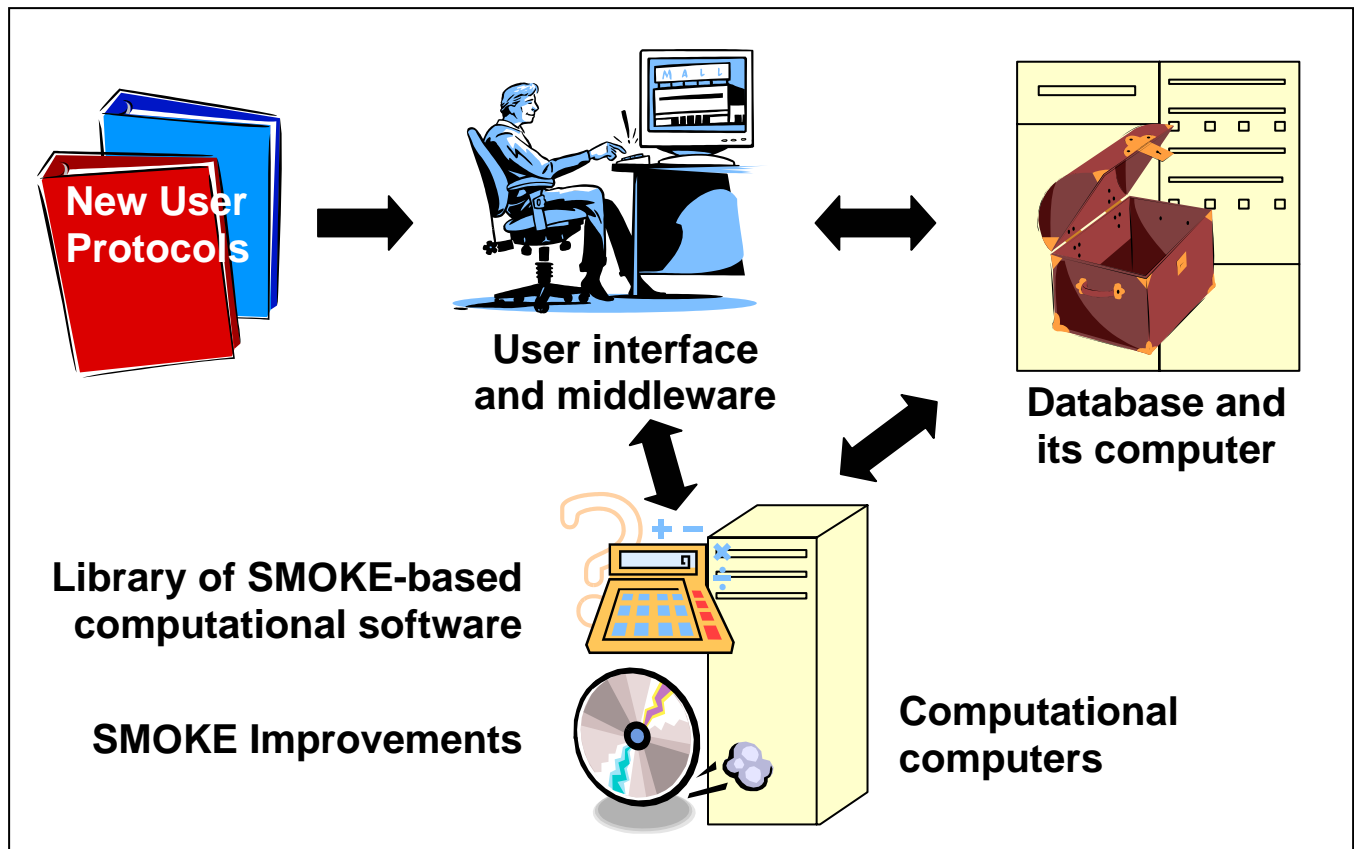 MALL
New User
Protocols
User interface
and middleware
Database and
its computer
Library of SMOKE-based
computational software
SMOKE Improvements
Computational
computers